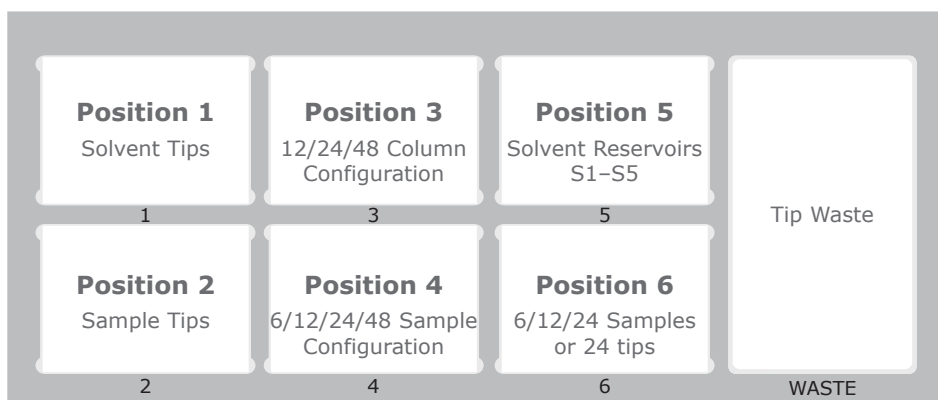 Position 1
Solvent Tips
1
Position 3
12/24/48 Column
Configuration
3
Position 5
Solvent Reservoirs
S1–S5
5
Tip Waste
Position 2
Sample Tips
2
Position 4
6/12/24/48 Sample
Configuration
4
Position 6
6/12/24 Samples
or 24 tips
6
WASTE